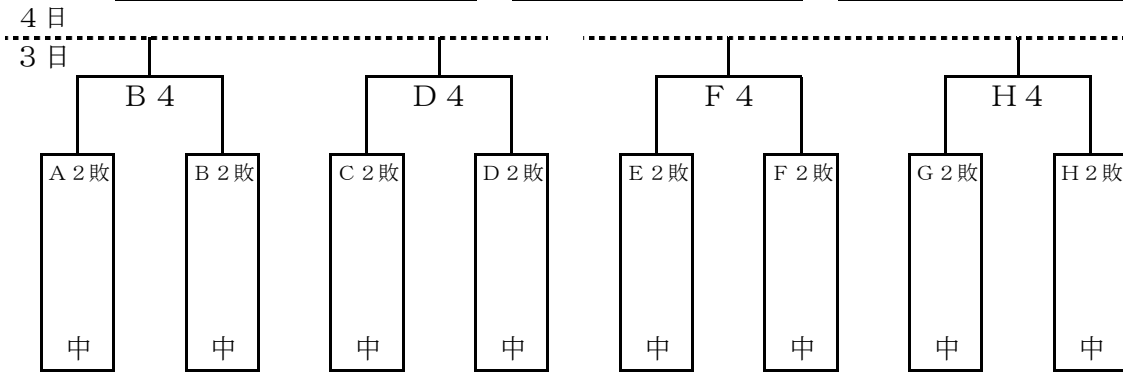 ４日
３日
Ｂ４ Ｄ４ Ｆ４ Ｈ４
Ａ２敗 Ｂ２敗 Ｃ２敗 Ｄ２敗 Ｅ２敗 Ｆ２敗 Ｇ２敗 Ｈ２敗
中 中 中 中 中 中 中 中